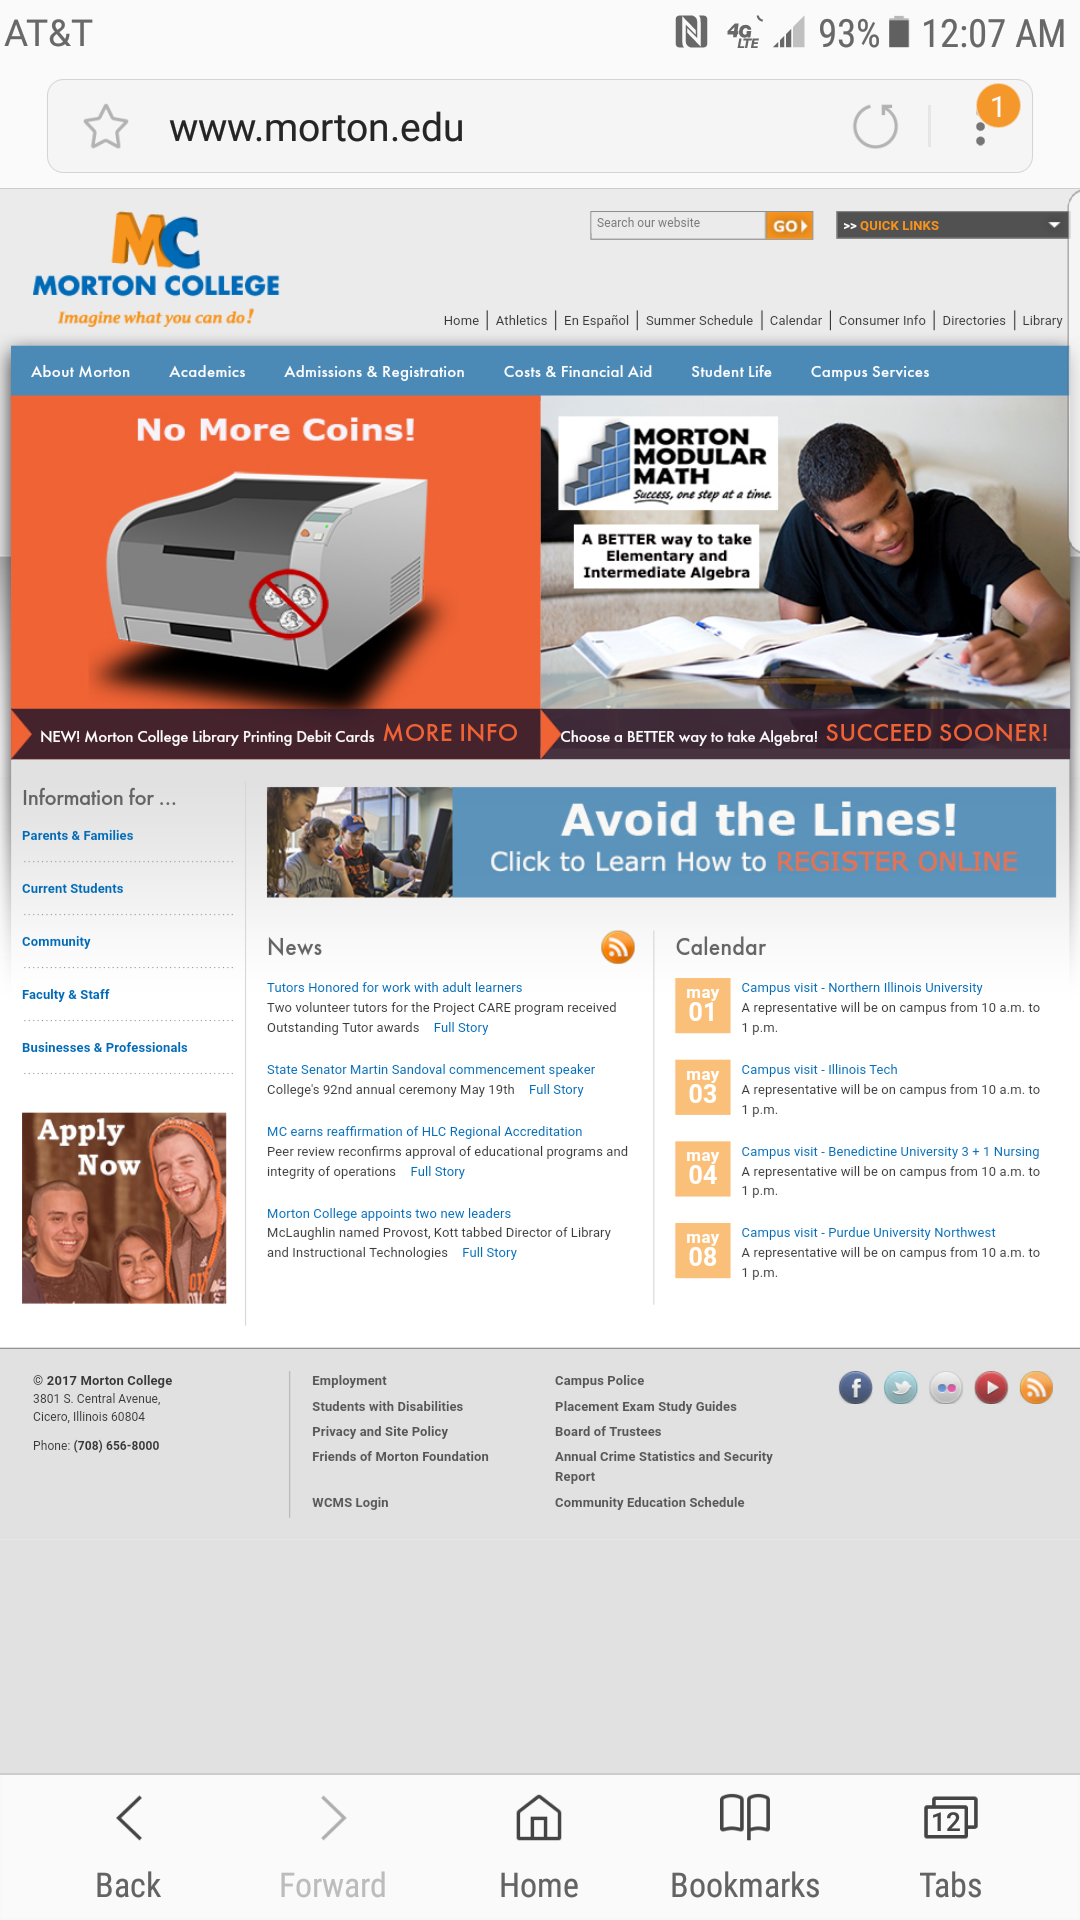 AT&T 4G LTE 93% 12:07 AM
www.morton.edu
1
MC
MORTON COLLEGE
Imagine what you can do!
Search our website GO >> QUICK LINKS
Home Athletics En Español Summer Schedule Calendar Consumer Info Directories Library
About Morton Academics Admissions & Registration Costs & Financial Aid Student Life Campus Services
No More Coins!
NEW! Morton College Library Printing Debit Cards MORE INFO
MORTON
MODULAR
MATH
Success, one step at a time.
A BETTER way to take
Elementary and
Intermediate Algebra
Choose a BETTER way to take Algebra! SUCCEED SOONER!
Information for ...
Parents & Families
Current Students
Community
Faculty & Staff
Businesses & Professionals
Apply
Now
Avoid the Lines!
Click to Learn How to REGISTER ONLINE
News
Tutors Honored for work with adult learners
Two volunteer tutors for the Project CARE program received
Outstanding Tutor awards Full Story
State Senator Martin Sandoval commencement speaker
College's 92nd annual ceremony May 19th Full Story
MC earns reaffirmation of HLC Regional Accreditation
Peer review reconfirms approval of educational programs and
integrity of operations Full Story
Morton College appoints two new leaders
McLaughlin named Provost, Kott tabbed Director of Library
and Instructional Technologies Full Story
Calendar
may
01
Campus visit - Northern Illinois University
A representative will be on campus from 10 a.m. to
1 p.m.
may
03
Campus visit - Illinois Tech
A representative will be on campus from 10 a.m. to
1 p.m.
may
04
Campus visit - Benedictine University 3 + 1 Nursing
A representative will be on campus from 10 a.m. to
1 p.m.
may
08
Campus visit - Purdue University Northwest
A representative will be on campus from 10 a.m. to
1 p.m.
© 2017 Morton College
3801 S. Central Avenue,
Cicero, Illinois 60804
Phone: (708) 656-8000
Employment
Students with Disabilities
Privacy and Site Policy
Friends of Morton Foundation
WCMS Login
Campus Police
Placement Exam Study Guides
Board of Trustees
Annual Crime Statistics and Security
Report
Community Education Schedule
12
Back Forward Home Bookmarks Tabs